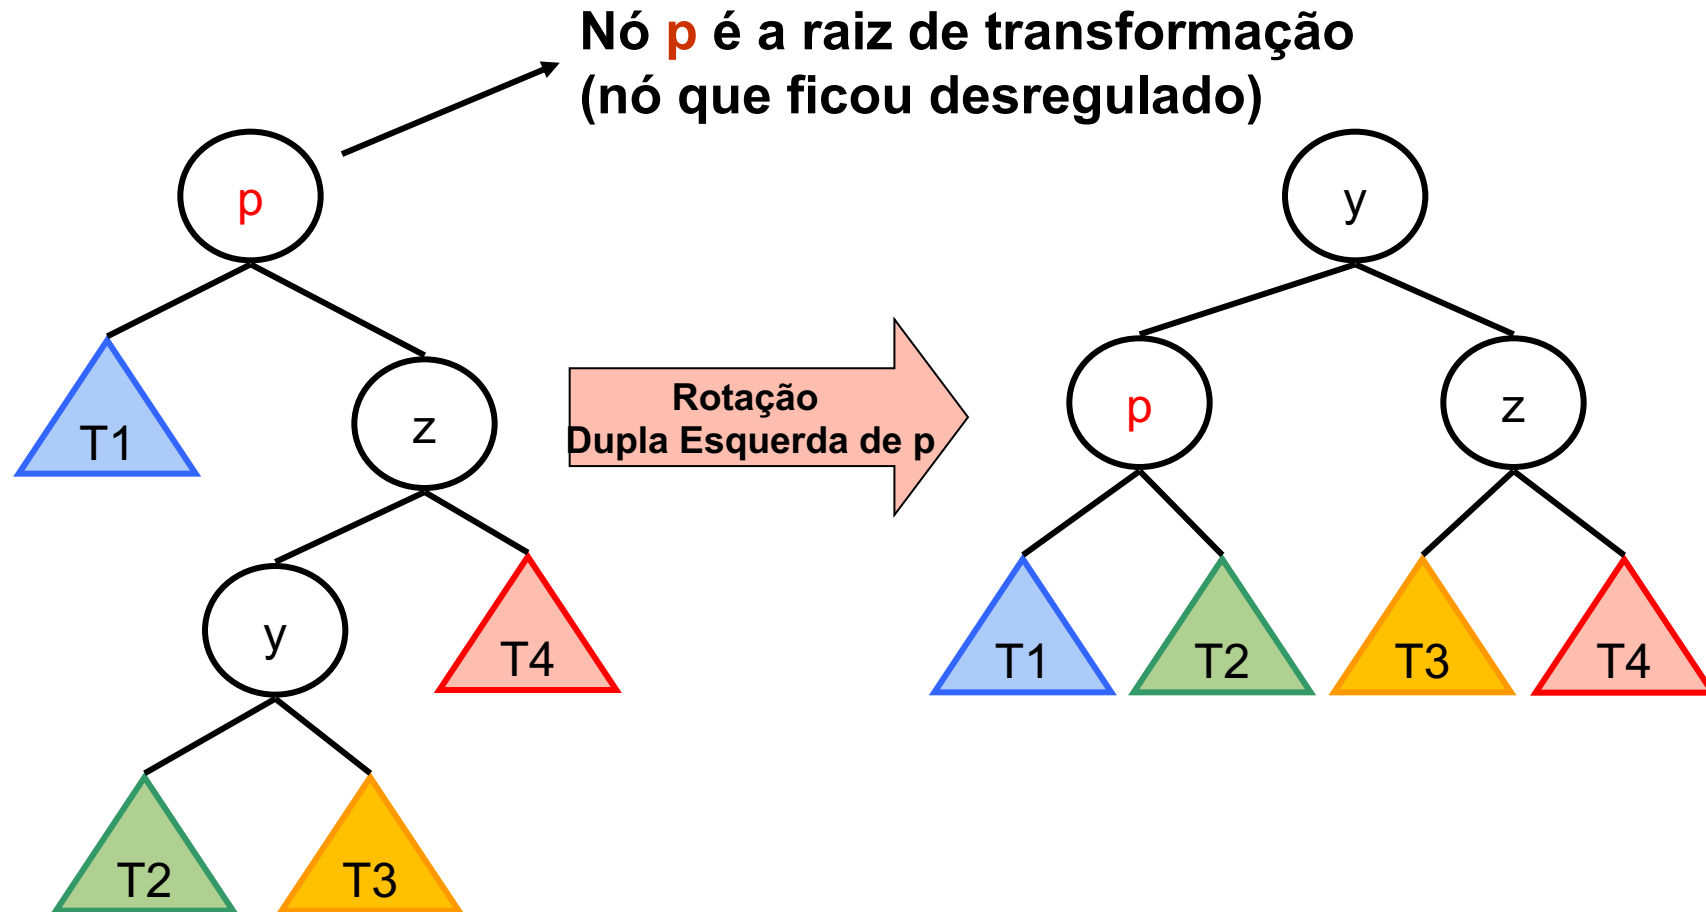 Nó p é a raiz de transformação
(nó que ficou desregulado)
p
T1
z
y
T4
T2
T3
Rotação
Dupla Esquerda de p
y
p
z
T1
T2
T3
T4